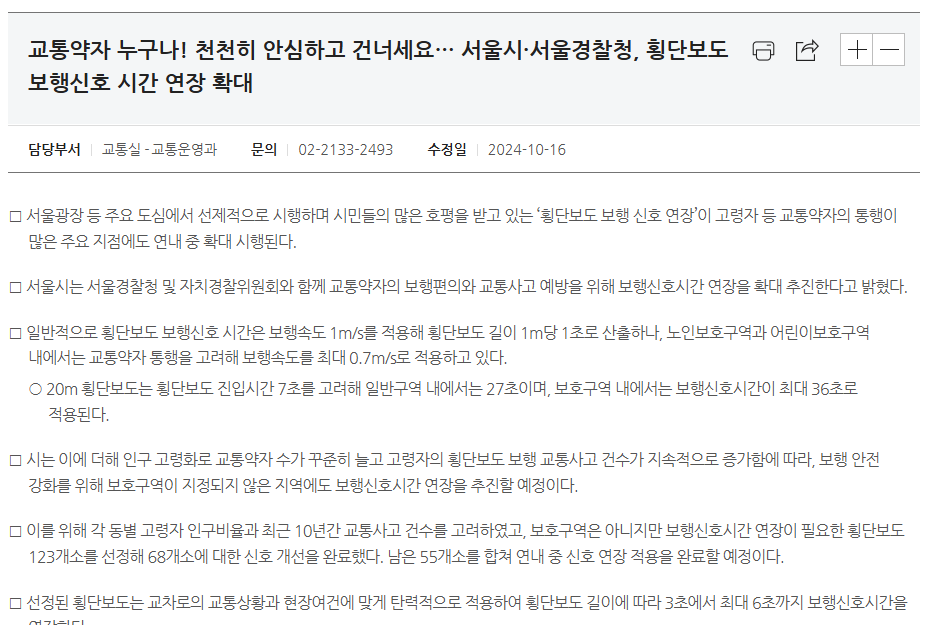 교통약자 누구나! 천천히 안심하고 건너세요… 서울시·서울경찰청, 횡단보도
보행신호 시간 연장 확대
담당부서 교통실 - 교통운영과 문의 02-2133-2493 수정일 2024-10-16
□ 서울광장 등 주요 도심에서 선제적으로 시행하며 시민들의 많은 호평을 받고 있는 ‘횡단보도 보행 신호 연장’이 고령자 등 교통약자의 통행이
많은 주요 지점에도 연내 중 확대 시행된다.
□ 서울시는 서울경찰청 및 자치경찰위원회와 함께 교통약자의 보행편의와 교통사고 예방을 위해 보행신호시간 연장을 확대 추진한다고 밝혔다.
□ 일반적으로 횡단보도 보행신호 시간은 보행속도 1m/s를 적용해 횡단보도 길이 1m당 1초로 산출하나, 노인보호구역과 어린이보호구역
내에서는 교통약자 통행을 고려해 보행속도를 최대 0.7m/s로 적용하고 있다.
○ 20m 횡단보도는 횡단보도 진입시간 7초를 고려해 일반구역 내에서는 27초이며, 보호구역 내에서는 보행신호시간이 최대 36초로
적용된다.
□ 시는 이에 더해 인구 고령화로 교통약자 수가 꾸준히 늘고 고령자의 횡단보도 보행 교통사고 건수가 지속적으로 증가함에 따라, 보행 안전
강화를 위해 보호구역이 지정되지 않은 지역에도 보행신호시간 연장을 추진할 예정이다.
□ 이를 위해 각 동별 고령자 인구비율과 최근 10년간 교통사고 건수를 고려하였고, 보호구역은 아니지만 보행신호시간 연장이 필요한 횡단보도
123개소를 선정해 68개소에 대한 신호 개선을 완료했다. 남은 55개소를 합쳐 연내 중 신호 연장 적용을 완료할 예정이다.
□ 선정된 횡단보도는 교차로의 교통상황과 현장여건에 맞게 탄력적으로 적용하여 횡단보도 길이에 따라 3초에서 최대 6초까지 보행신호시간을